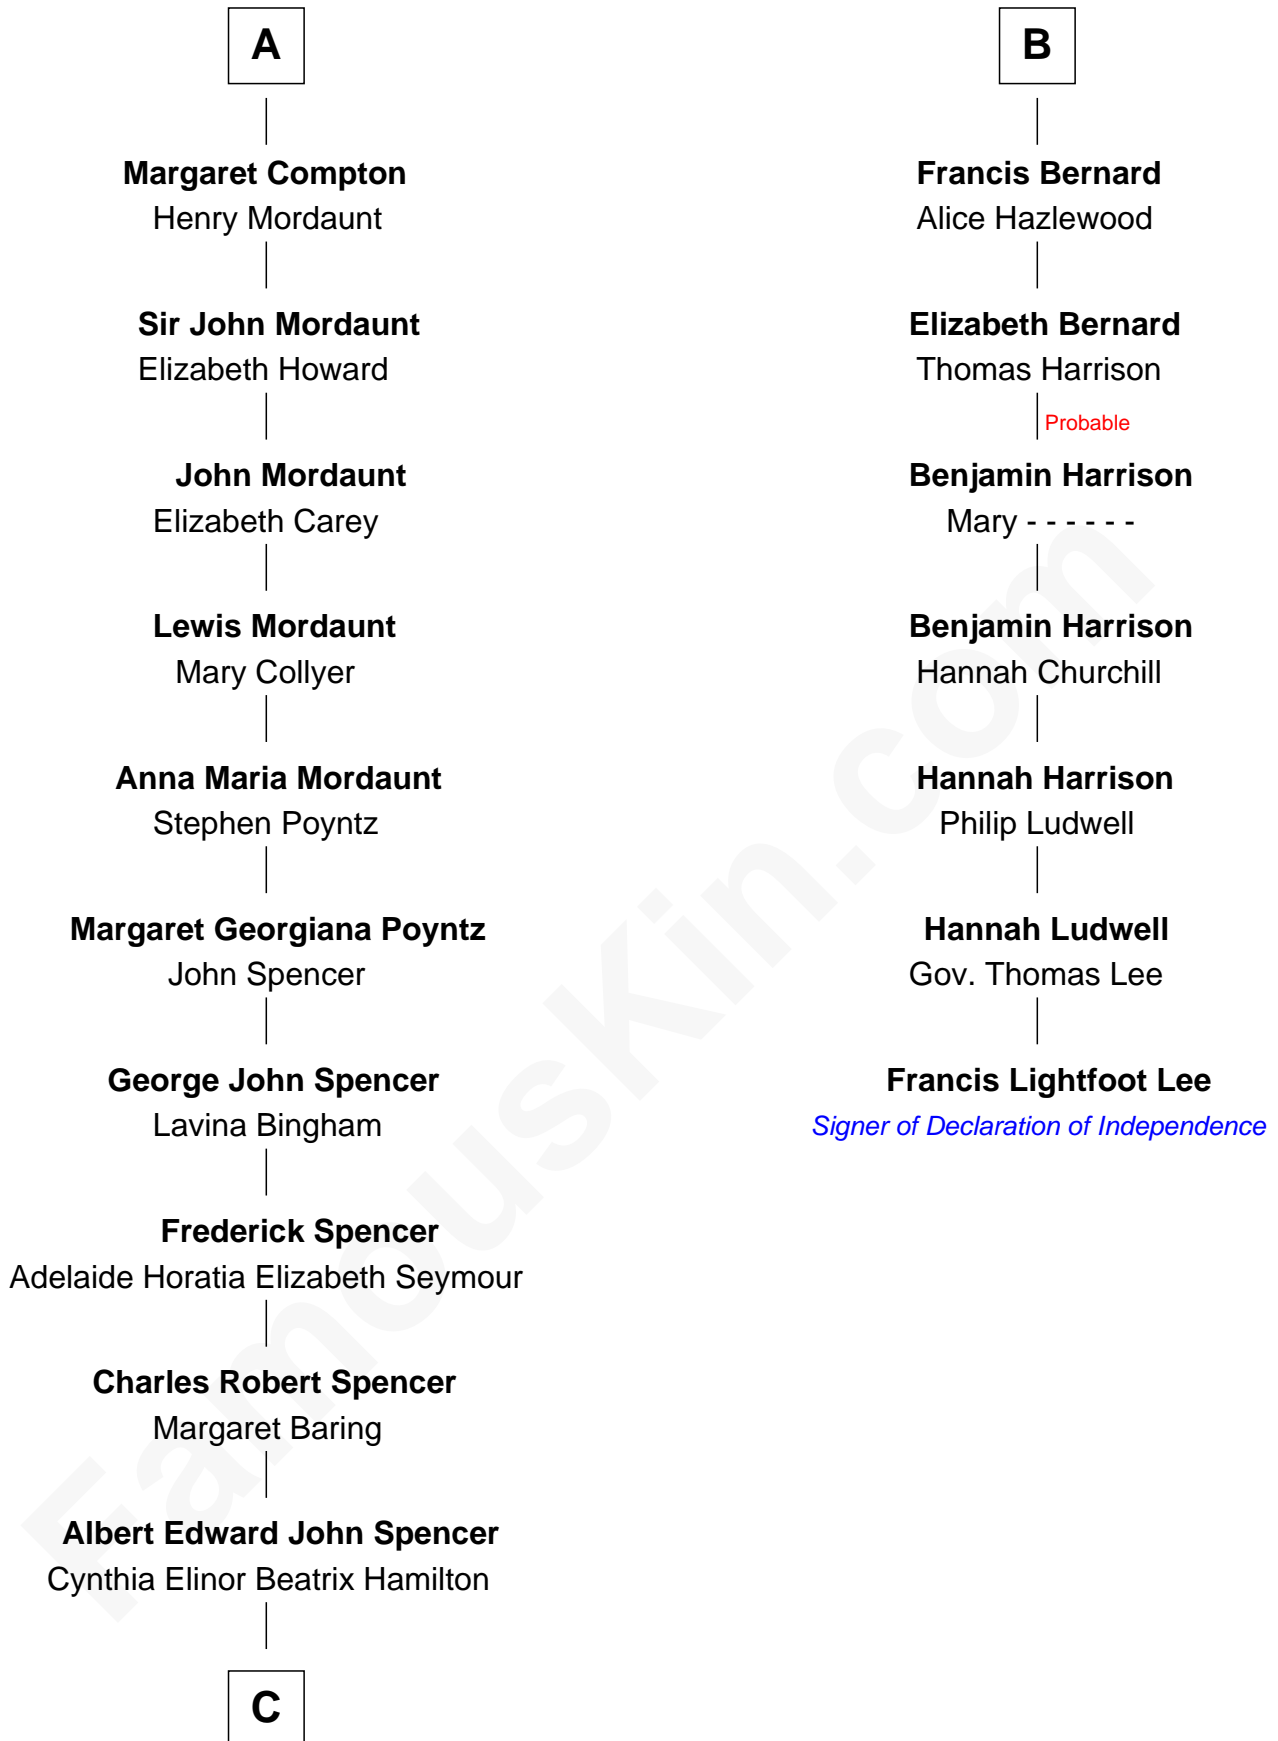 A
Margaret Compton
Henry Mordaunt
Sir John Mordaunt
Elizabeth Howard
John Mordaunt
Elizabeth Carey
Lewis Mordaunt
Mary Collyer
Anna Maria Mordaunt
Stephen Poyntz
Margaret Georgiana Poyntz
John Spencer
George John Spencer
Lavina Bingham
Frederick Spencer
Adelaide Horatia Elizabeth Seymour
Charles Robert Spencer
Margaret Baring
Albert Edward John Spencer
Cynthia Elinor Beatrix Hamilton
C
B
Francis Bernard
Alice Hazlewood
Elizabeth Bernard
Thomas Harrison
Probable
Benjamin Harrison
Mary - - - - - -
Benjamin Harrison
Hannah Churchill
Hannah Harrison
Philip Ludwell
Hannah Ludwell
Gov. Thomas Lee
Francis Lightfoot Lee
Signer of Declaration of Independence
FamousKin.com